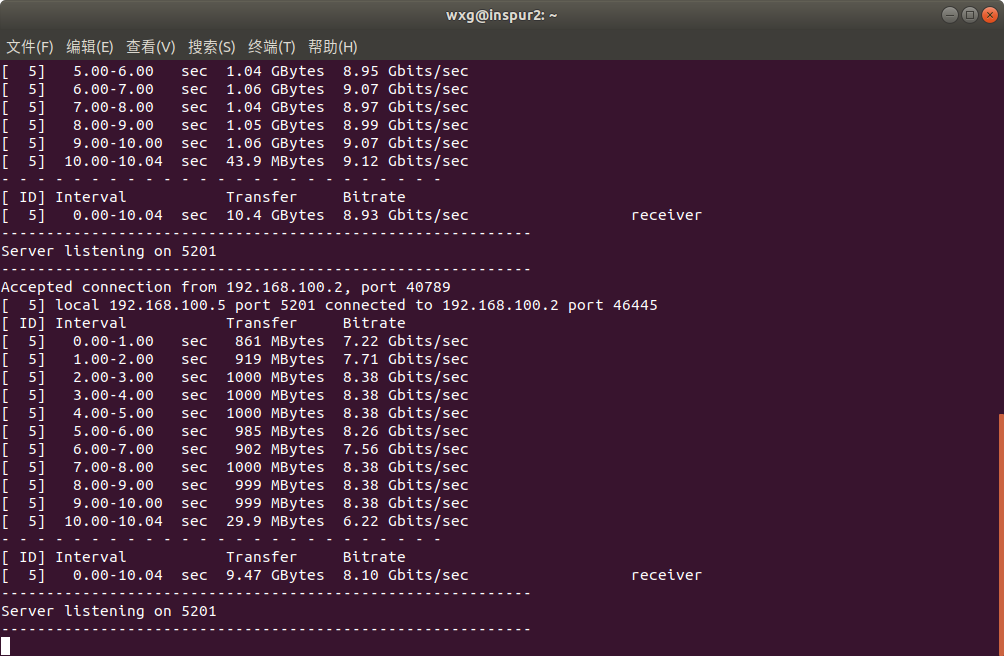 wxg@inspur2: ~
文件(F) 编辑(E) 查看(V) 搜索(S) 终端(T) 帮助(H)
[  5]   5.00-6.00   sec  1.04 GBytes  8.95 Gbits/sec
[  5]   6.00-7.00   sec  1.06 GBytes  9.07 Gbits/sec
[  5]   7.00-8.00   sec  1.04 GBytes  8.97 Gbits/sec
[  5]   8.00-9.00   sec  1.05 GBytes  8.99 Gbits/sec
[  5]   9.00-10.00  sec  1.06 GBytes  9.07 Gbits/sec
[  5]  10.00-10.04  sec  43.9 MBytes  9.12 Gbits/sec
- - - - - - - - - - - - - - - - - - - - - - - - -
[ ID] Interval           Transfer     Bitrate
[  5]   0.00-10.04  sec  10.4 GBytes  8.93 Gbits/sec                  receiver
-----------------------------------------------------------
Server listening on 5201
-----------------------------------------------------------
Accepted connection from 192.168.100.2, port 40789
[  5] local 192.168.100.5 port 5201 connected to 192.168.100.2 port 46445
[ ID] Interval           Transfer     Bitrate
[  5]   0.00-1.00   sec   861 MBytes  7.22 Gbits/sec
[  5]   1.00-2.00   sec   919 MBytes  7.71 Gbits/sec
[  5]   2.00-3.00   sec  1000 MBytes  8.38 Gbits/sec
[  5]   3.00-4.00   sec  1000 MBytes  8.38 Gbits/sec
[  5]   4.00-5.00   sec  1000 MBytes  8.38 Gbits/sec
[  5]   5.00-6.00   sec   985 MBytes  8.26 Gbits/sec
[  5]   6.00-7.00   sec   902 MBytes  7.56 Gbits/sec
[  5]   7.00-8.00   sec  1000 MBytes  8.38 Gbits/sec
[  5]   8.00-9.00   sec   999 MBytes  8.38 Gbits/sec
[  5]   9.00-10.00  sec   999 MBytes  8.38 Gbits/sec
[  5]  10.00-10.04  sec  29.9 MBytes  6.22 Gbits/sec
- - - - - - - - - - - - - - - - - - - - - - - - -
[ ID] Interval           Transfer     Bitrate
[  5]   0.00-10.04  sec  9.47 GBytes  8.10 Gbits/sec                  receiver
-----------------------------------------------------------
Server listening on 5201
-----------------------------------------------------------